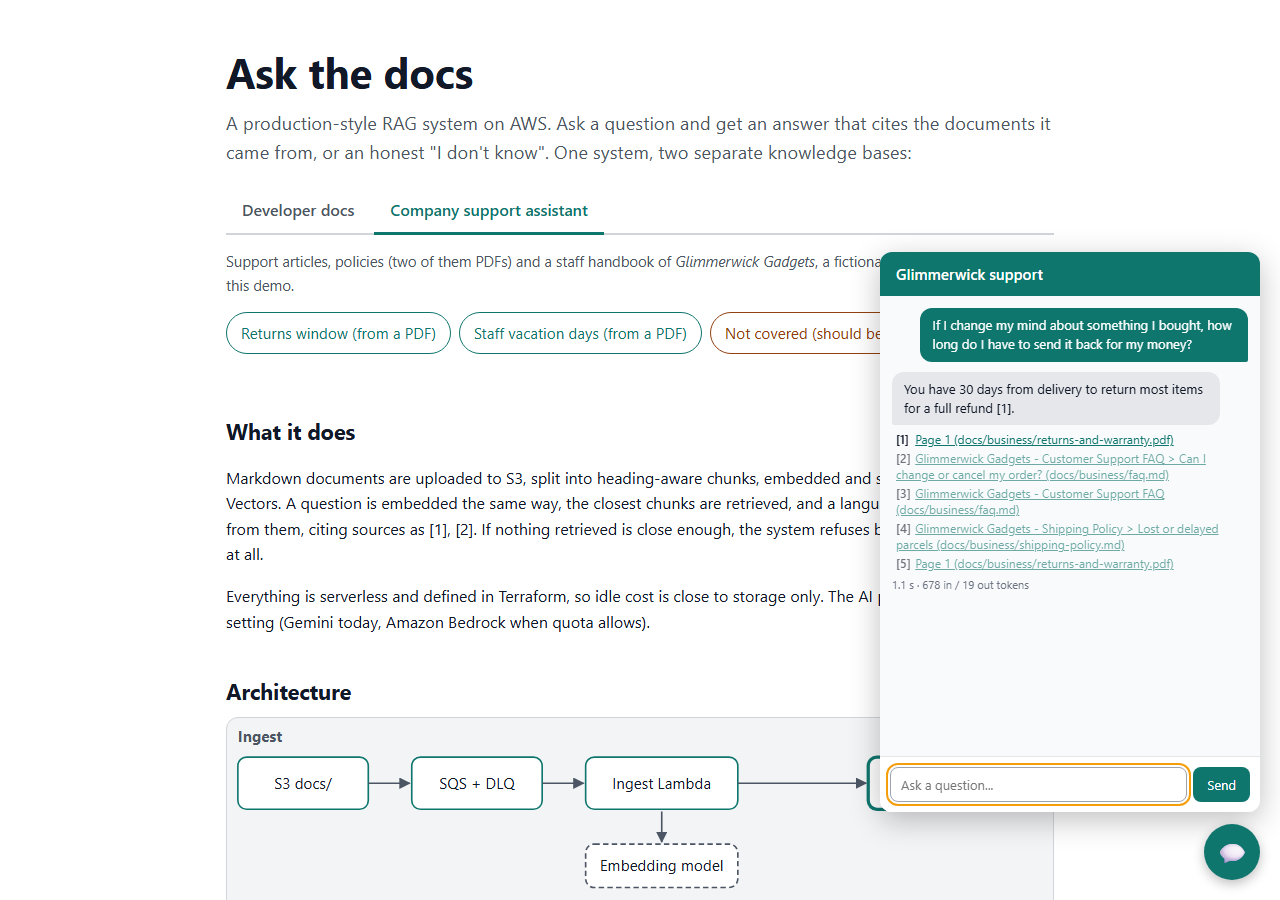 Ask the docs
A production-style RAG system on AWS. Ask a question and get an answer that cites the documents it
came from, or an honest "I don't know". One system, two separate knowledge bases:
Developer docs
Company support assistant
Support articles, policies (two of them PDFs) and a staff handbook of Glimmerwick Gadgets, a
this demo.
Returns window (from a PDF)
Staff vacation days (from a PDF)
Not covered (should
What it does
Markdown documents are uploaded to S3, split into heading-aware chunks, embedded and
Vectors. A question is embedded the same way, the closest chunks are retrieved, and a
from them, citing sources as [1], [2]. If nothing retrieved is close enough, the system refuses
at all.
Everything is serverless and defined in Terraform, so idle cost is close to storage only. The AI
setting (Gemini today, Amazon Bedrock when quota allows).
Architecture
Ingest
S3 docs/
SQS + DLQ
Ingest Lambda
Embedding model
Glimmerwick support
If I change my mind about something I bought, how
long do I have to send it back for my money?
You have 30 days from delivery to return most items
for a full refund [1].
[1] Page 1 (docs/business/returns-and-warranty.pdf)
[2] Glimmerwick Gadgets - Customer Support FAQ > Can I
change or cancel my order? (docs/business/faq.md)
[3] Glimmerwick Gadgets - Customer Support FAQ
(docs/business/faq.md)
[4] Glimmerwick Gadgets - Shipping Policy > Lost or delayed
parcels (docs/business/shipping-policy.md)
[5] Page 1 (docs/business/returns-and-warranty.pdf)
1.1 s · 678 in / 19 out tokens
Ask a question...
Send